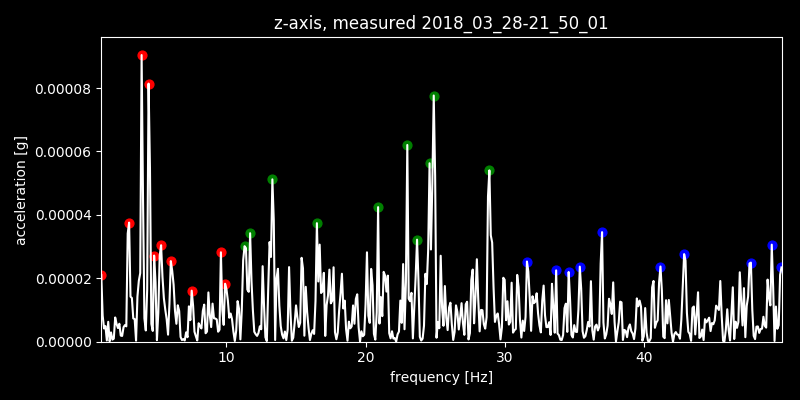 z-axis, measured 2018_03_28-21_50_01
0.00008
0.00006
0.00004
0.00002
0.00000
acceleration [g]
10 20 30 40
frequency [Hz]